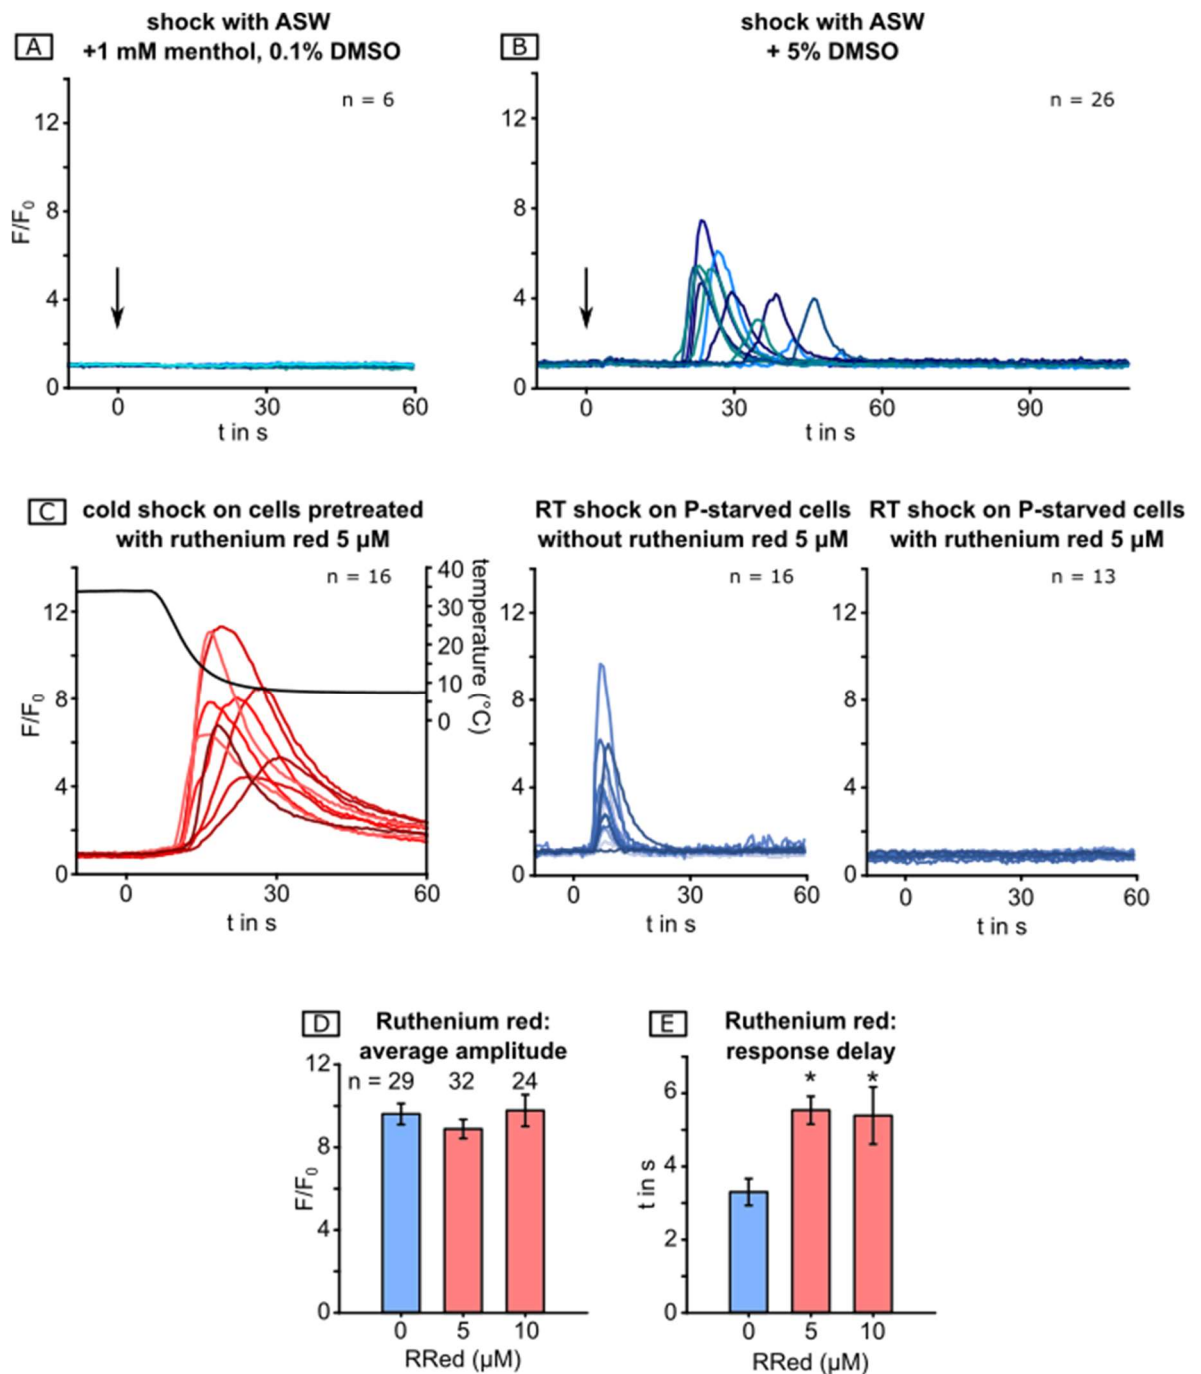 A
shock with ASW
+1 mM menthol, 0.1% DMSO
n = 6
12
8
4
0
F/F0
0
30
60
t in s
B
shock with ASW
+ 5% DMSO
n = 26
12
8
4
0
0
30
60
90
t in s
C
cold shock on cells pretreated
with ruthenium red 5 µM
n = 16
12
8
4
0
F/F0
40
30
20
10
0
temperature (°C)
0
30
60
t in s
RT shock on P-starved cells
without ruthenium red 5 µM
n = 16
12
8
4
0
0
30
60
t in s
RT shock on P-starved cells
with ruthenium red 5 µM
n = 13
12
8
4
0
0
30
60
t in s
D
Ruthenium red:
average amplitude
n = 29 32 24
12
8
4
0
F/F0
0 5 10
RRed (µM)
E
Ruthenium red:
response delay
* *
6
4
2
0
t in s
0 5 10
RRed (µM)